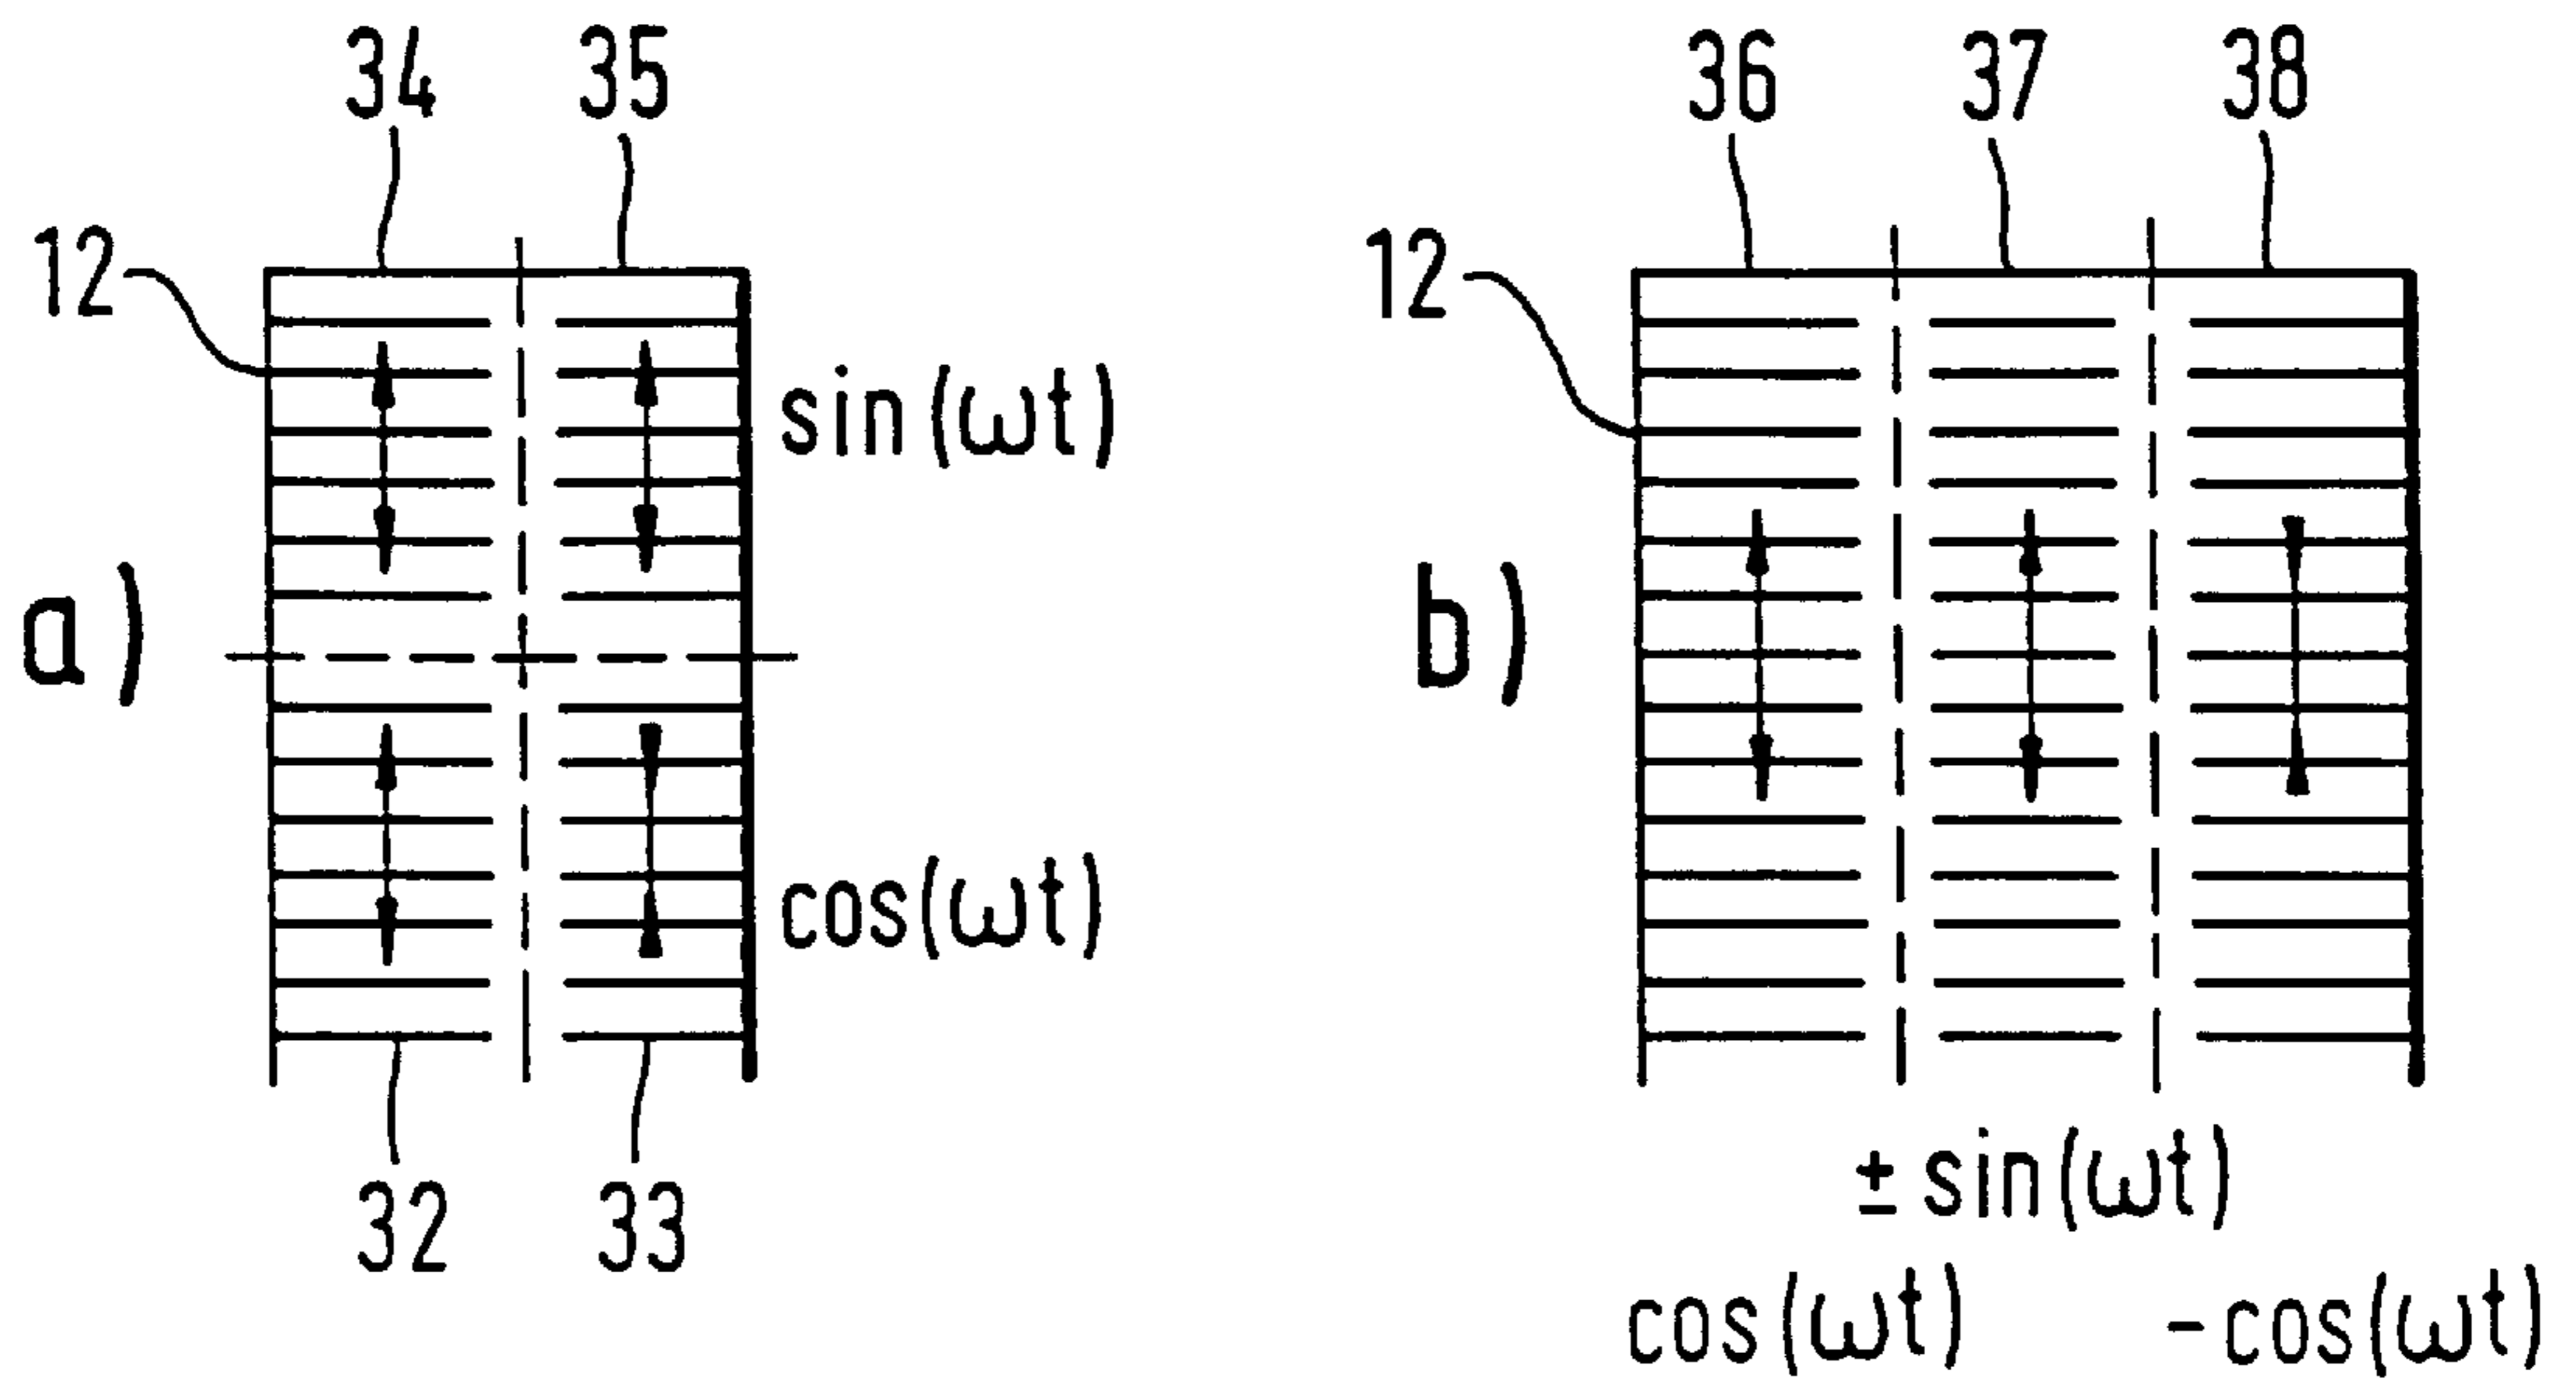 34 35 36 37 38
12 12
sin(ωt)
a) b)
cos(ωt)
32 33
± sin(ωt)
cos(ωt) -cos(ωt)